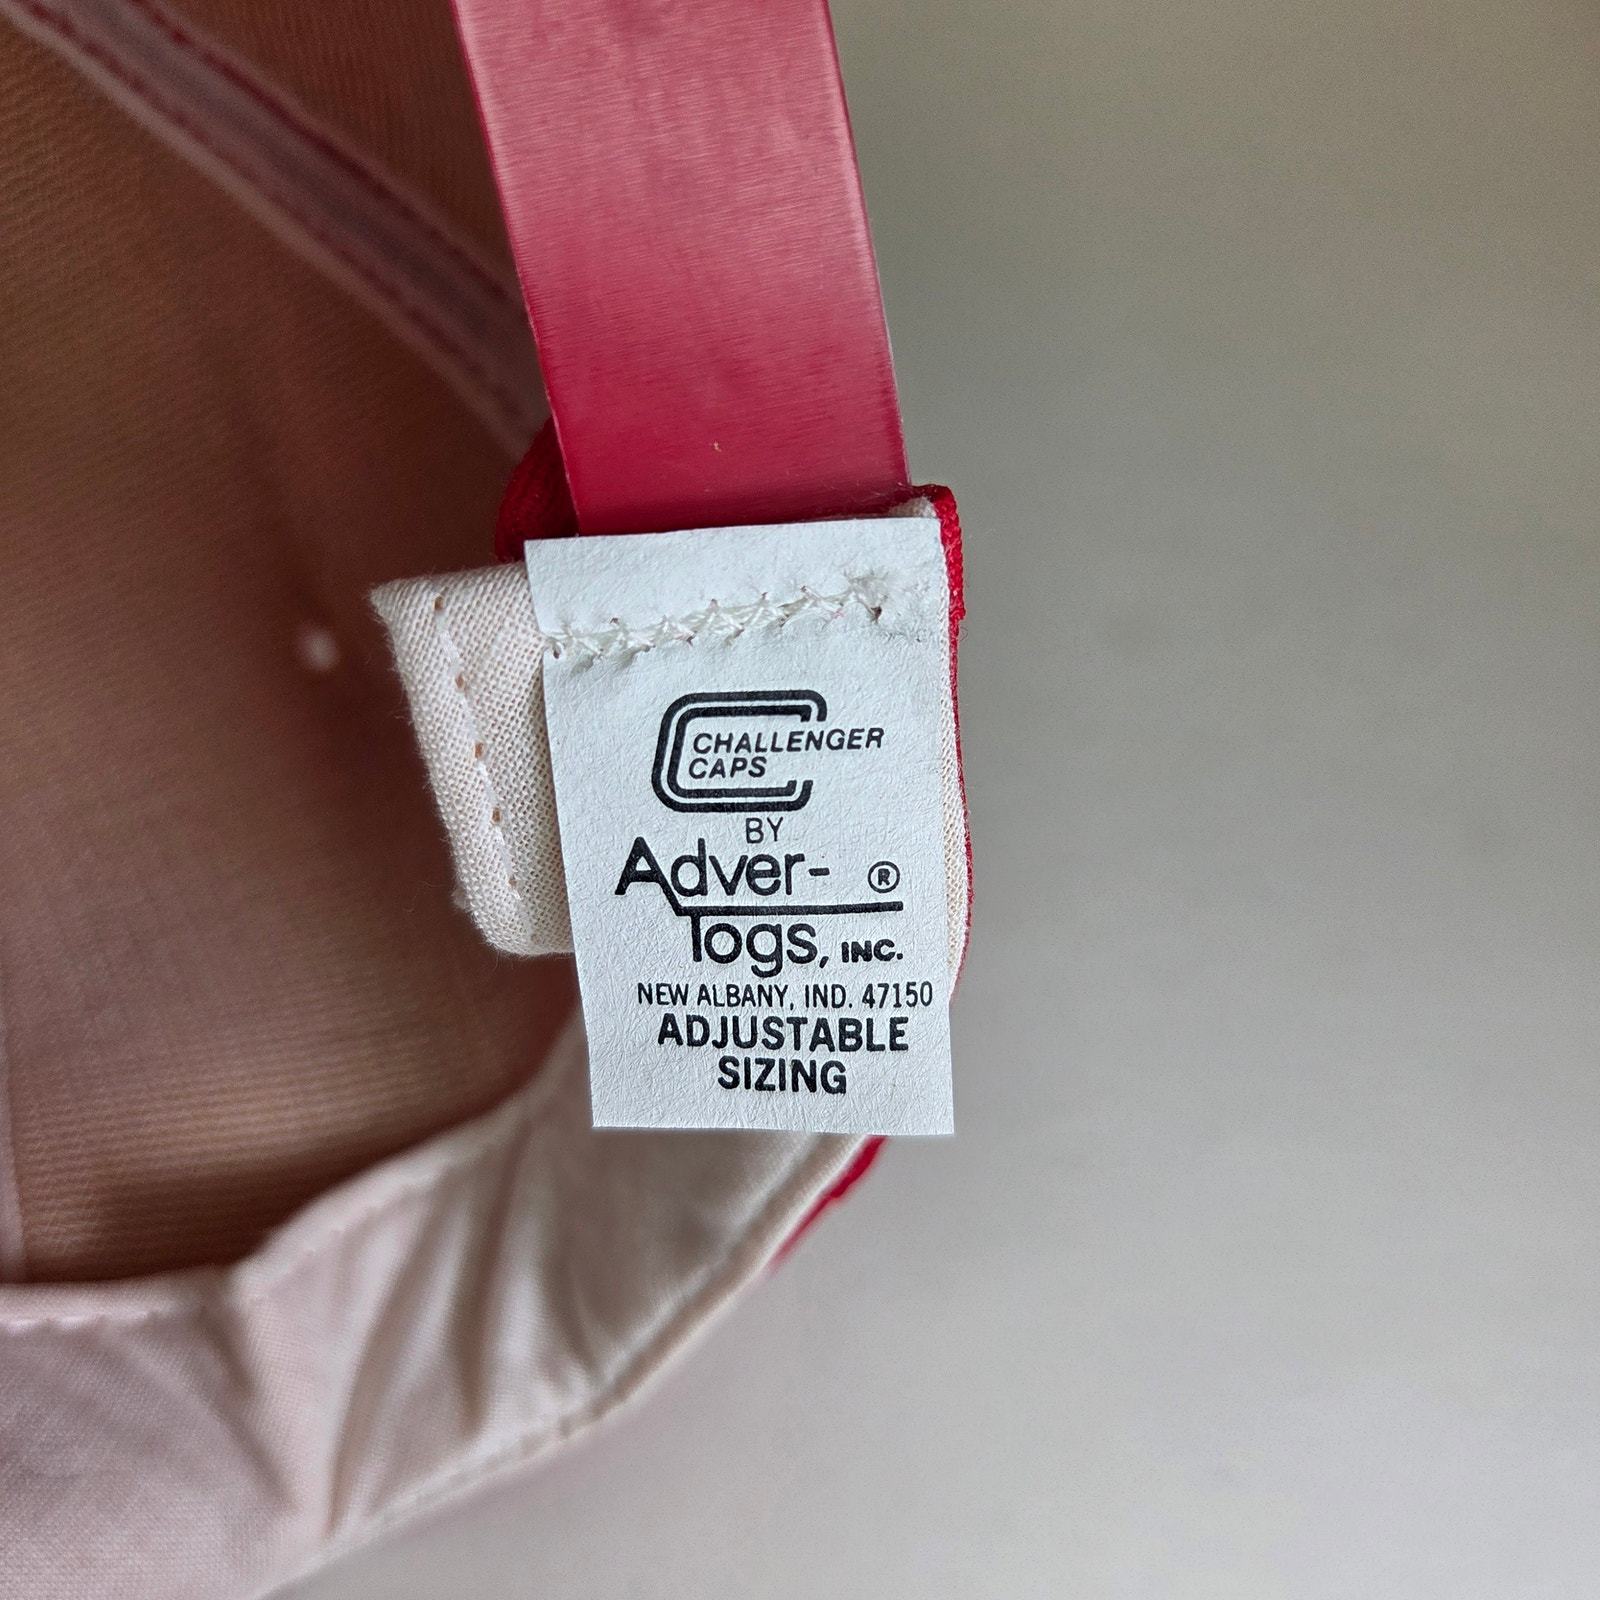 CHALLENGER
CAPS
BY
Adver- ®
Togs, INC.
NEW ALBANY, IND. 47150
ADJUSTABLE
SIZING